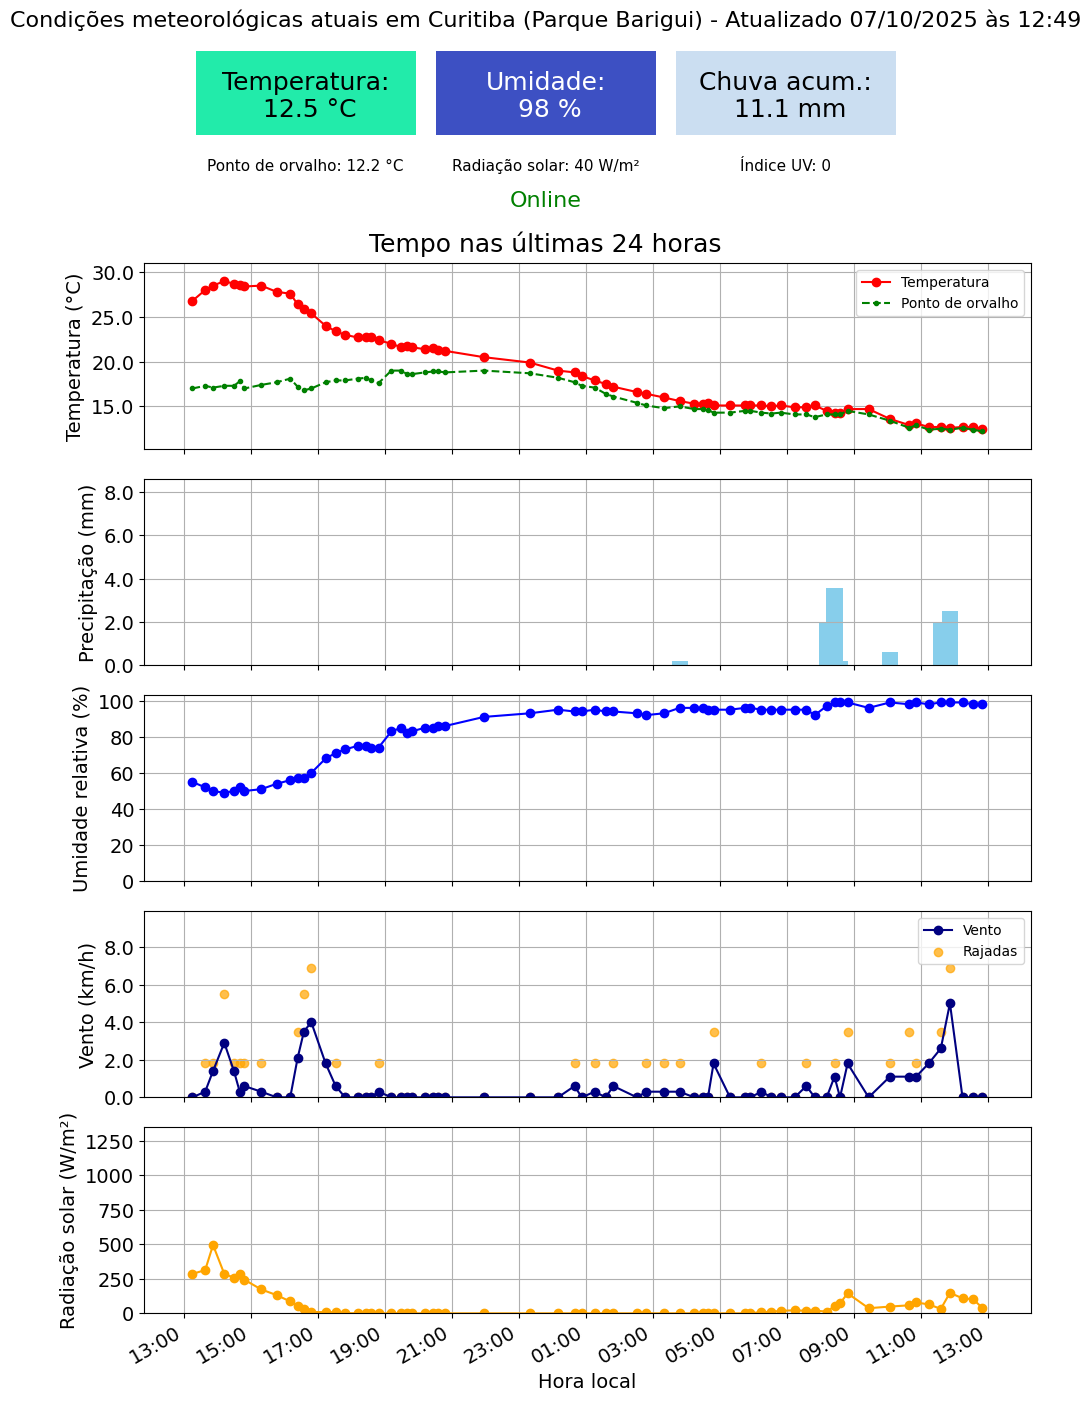 Condições meteorológicas atuais em Curitiba (Parque Barigui) - Atualizado 07/10/2025 às 12:49
Temperatura:
12.5 °C
Umidade:
98 %
Chuva acum.:
11.1 mm
Ponto de orvalho: 12.2 °C
Radiação solar: 40 W/m²
Índice UV: 0
Online
Tempo nas últimas 24 horas
Temperatura (°C)
30.0
25.0
20.0
15.0
Temperatura
Ponto de orvalho
Precipitação (mm)
8.0
6.0
4.0
2.0
0.0
Umidade relativa (%)
100
80
60
40
20
0
Vento (km/h)
8.0
6.0
4.0
2.0
0.0
Vento
Rajadas
Radiação solar (W/m²)
1250
1000
750
500
250
0
13:00
15:00
17:00
19:00
21:00
23:00
01:00
03:00
05:00
07:00
09:00
11:00
13:00
Hora local